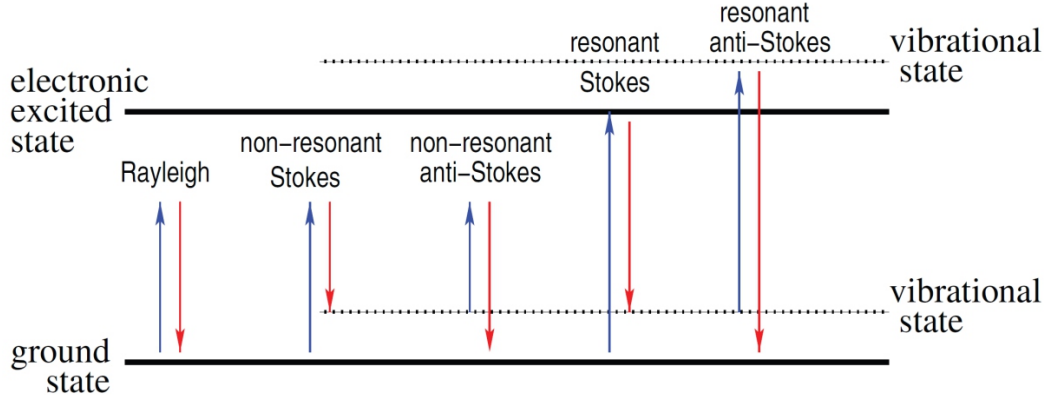 resonant
anti−Stokes
vibrational
state
resonant
Stokes
electronic
excited
state
non−resonant
Stokes
non−resonant
anti−Stokes
Rayleigh
vibrational
state
ground
state